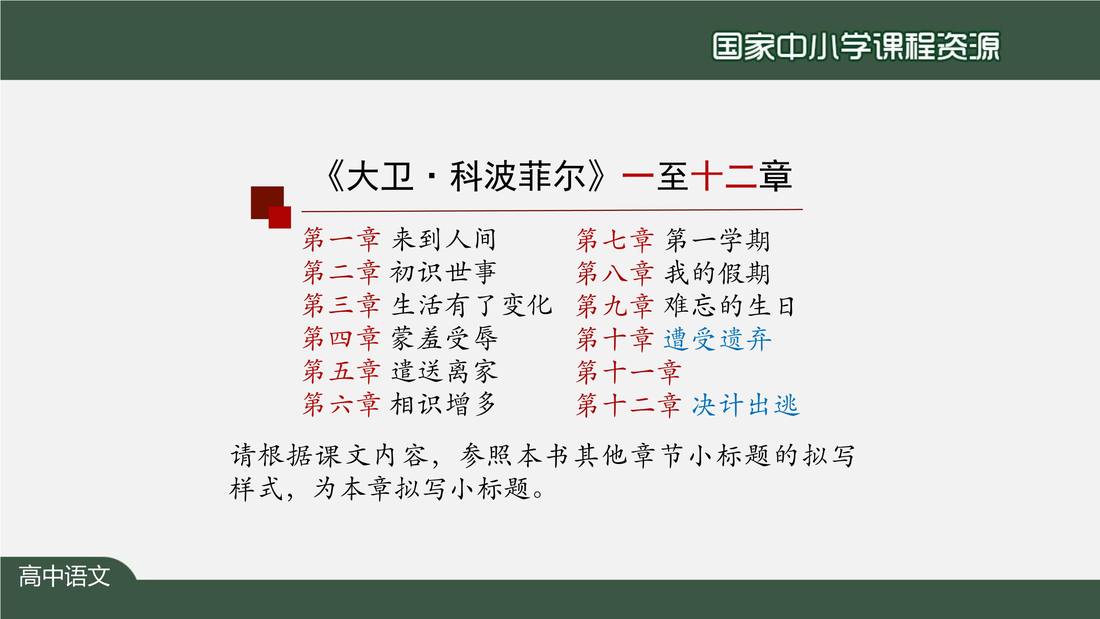 国家中小学课程资源
《大卫·科波菲尔》一至十二章
第一章 来到人间
第二章 初识世事
第三章 生活有了变化
第四章 蒙羞受辱
第五章 遣送离家
第六章 相识增多
第七章 第一学期
第八章 我的假期
第九章 难忘的生日
第十章 遭受遗弃
第十一章
第十二章 决计出逃
请根据课文内容，参照本书其他章节小标题的拟写
样式，为本章拟写小标题。
高中语文